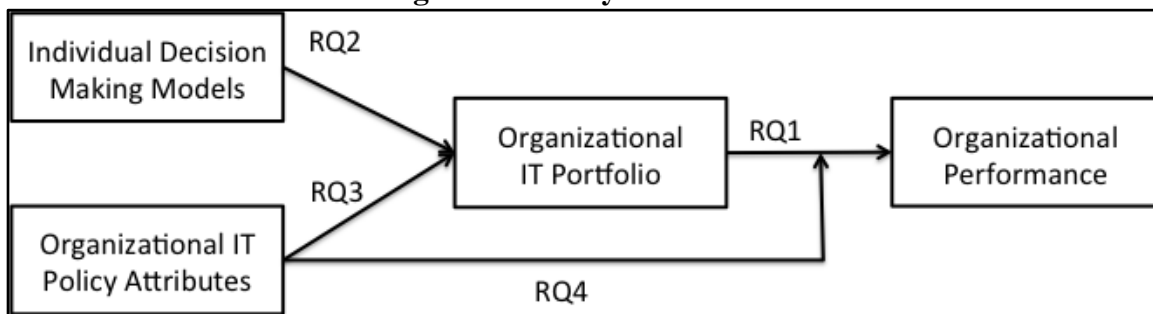 Individual Decision
Making Models
RQ2
Organizational
IT Portfolio
RQ1
Organizational
Performance
RQ3
Organizational IT
Policy Attributes
RQ4